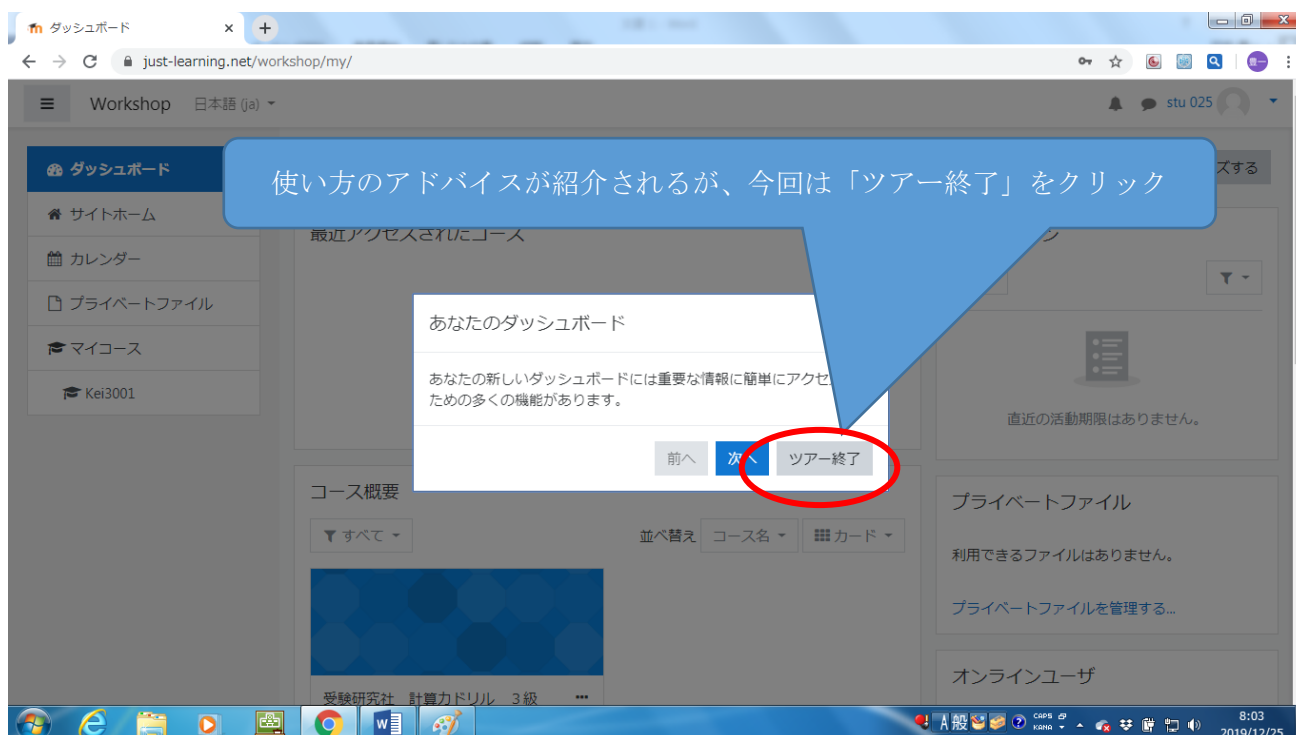 ダッシュボード
just-learning.net/workshop/my/
Workshop 日本語 (ja)
stu 025
ダッシュボード
ズする
使い方のアドバイスが紹介されるが、今回は「ツアー終了」をクリック
サイトホーム
カレンダー
プライベートファイル
マイコース
Kei3001
最近アクセスされたコース
あなたのダッシュボード
あなたの新しいダッシュボードには重要な情報に簡単にアクセ
ための多くの機能があります。
前へ 次へ ツアー終了
直近の活動期限はありません。
コース概要
すべて 並べ替え コース名 カード
受験研究社 計算力ドリル 3級
プライベートファイル
利用できるファイルはありません。
プライベートファイルを管理する...
オンラインユーザ
A 般 CAPS KANA
8:03
2019/12/25